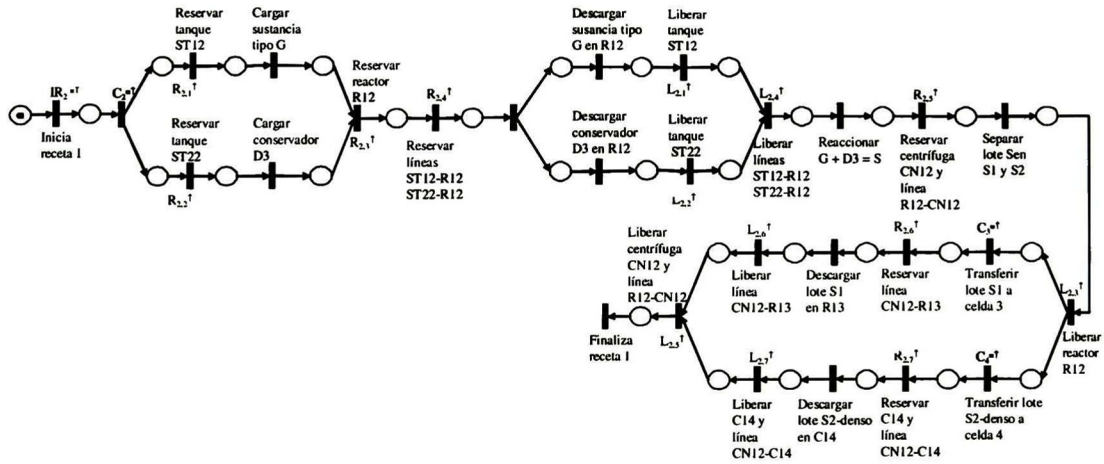 Reservar
tanque
ST12
Cargar
sustancia
tipo G
R2,1↑
IR2=↑
Inicia
receta 1
C2=↑
Reservar
tanque
ST22
Cargar
conservador
D3
R2,2↑
Reservar
reactor
R12
R2,3↑
R2,4↑
Reservar
líneas
ST12-R12
ST22-R12
Descargar
susancia tipo
G en R12
Liberar
tanque
ST12
L2,1↑
Descargar
conservador
D3 en R12
Liberar
tanque
ST22
L2,2↑
L2,4↑
Liberar
líneas
ST12-R12
ST22-R12
Reaccionar
G + D3 = S
R2,5↑
Reservar
centrífuga
CN12 y
línea
R12-CN12
Separar
lote S en
S1 y S2
L2,3↑
Liberar
reactor
R12
C3=↑
Transferir
lote S1 a
celda 3
R2,6↑
Reservar
línea
CN12-R13
Descargar
lote S1
en R13
L2,6↑
Liberar
línea
CN12-R13
C4=↑
Transferir lote
S2-denso a
celda 4
R2,7↑
Reservar
C14 y
línea
CN12-C14
Descargar
lote S2-denso
en C14
L2,7↑
Liberar
C14 y
línea
CN12-C14
Liberar
centrífuga
CN12 y
línea
R12-CN12
L2,5↑
Finaliza
receta 1